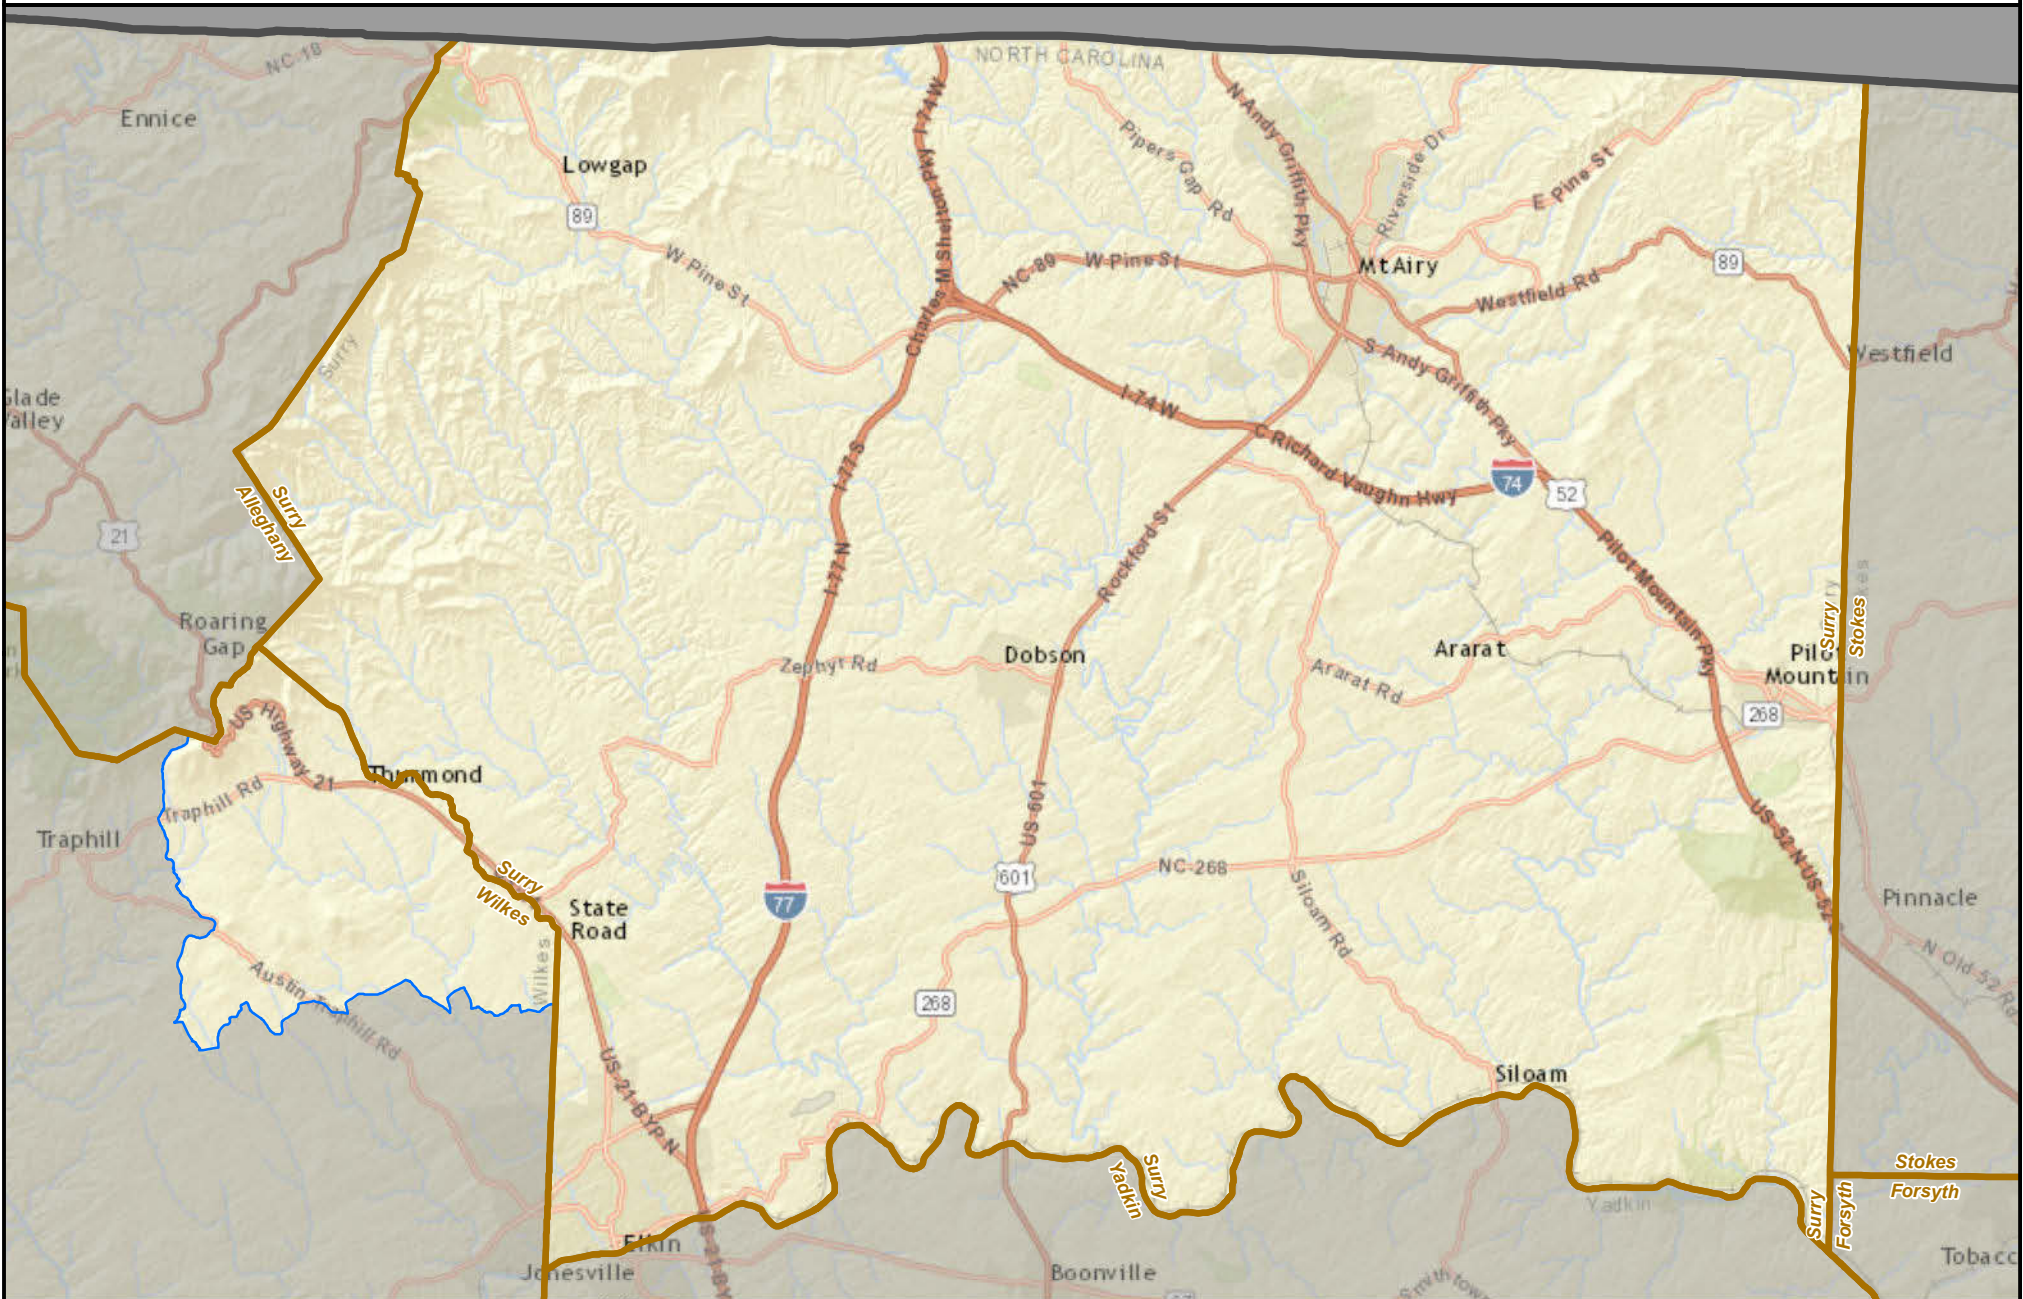 NC-18
NORTH CAROLINA
Ennice
Lowgap
89
W Pine St
Charles M Shelton Pky
I-74 W
N Andy Griffith Pky
Pipers Gap Rd
Riverside Dr
E Pine St
NC-89
W Pine St
Mt Airy
Westfield Rd
89
Westfield
Surry
Glade
Valley
S Andy Griffith Pky
I-74 W
C Richard Vaughn Hwy
74
52
I-77 S
I-77 N
Surry
Alleghany
21
Rockford St
Pilot Mountain Pky
Roaring
Gap
Zephyr Rd
Dobson
Ararat
Ararat Rd
Surry
Stokes
Pilot
Mountain
268
US Highway 21
Thurmond
Traphill Rd
Traphill
US-601
US-52 N
US-52
NC-268
601
Siloam Rd
77
Surry
Wilkes
State
Road
Wilkes
Pinnacle
N Old 52 Rd
Austin Traphill Rd
268
US-21 BYP N
Siloam
Surry
Yadkin
Yadkin
Stokes
Forsyth
Surry
Forsyth
Elkin
Jonesville
Boonville